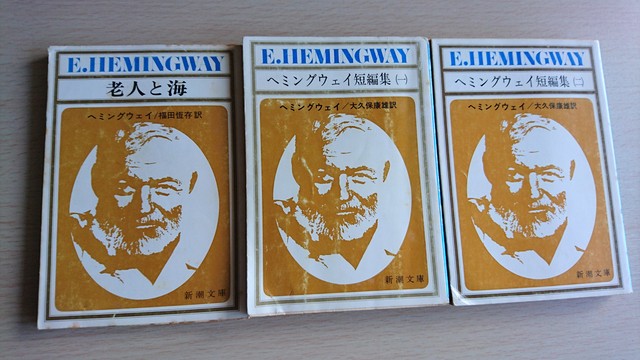 E.HEMINGWAY
老人と海
ヘミングウェイ/福田恆存 訳
新潮文庫
E.HEMINGWAY
ヘミングウェイ短編集(一)
ヘミングウェイ/大久保康雄訳
新潮文庫
E.HEMINGWAY
ヘミングウェイ短編集(二)
ヘミングウェイ/大久保康雄訳
新潮文庫